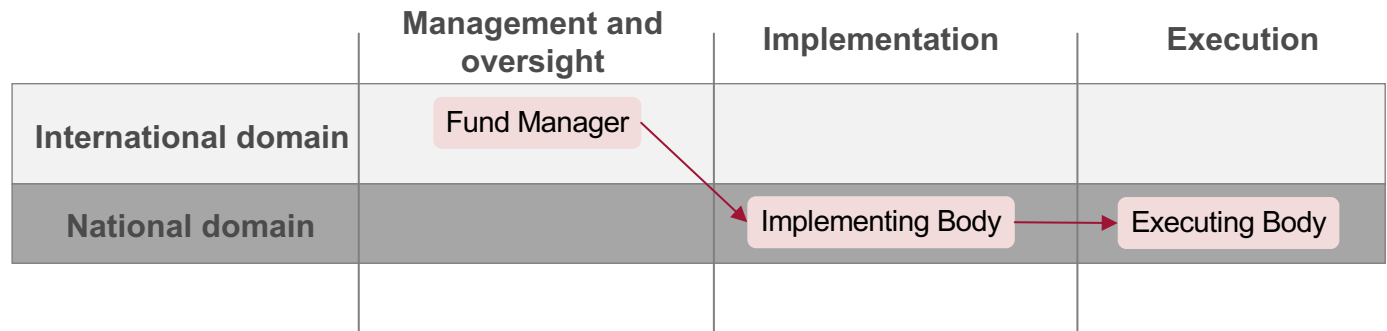 Management and
oversight
Implementation
Execution
International domain
Fund Manager
National domain
Implementing Body
Executing Body